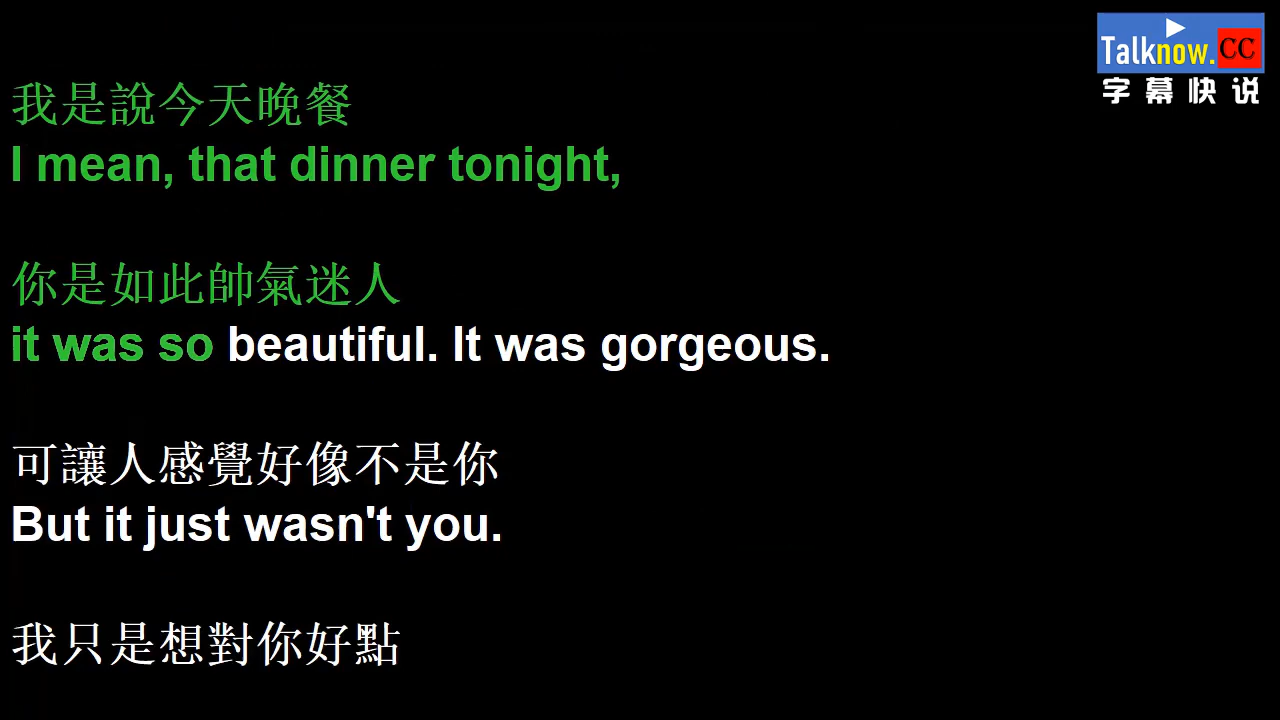 Talknow.CC
字幕快说
我是說今天晚餐
I mean, that dinner tonight,
你是如此帥氣迷人
it was so beautiful. It was gorgeous.
可讓人感覺好像不是你
But it just wasn't you.
我只是想對你好點